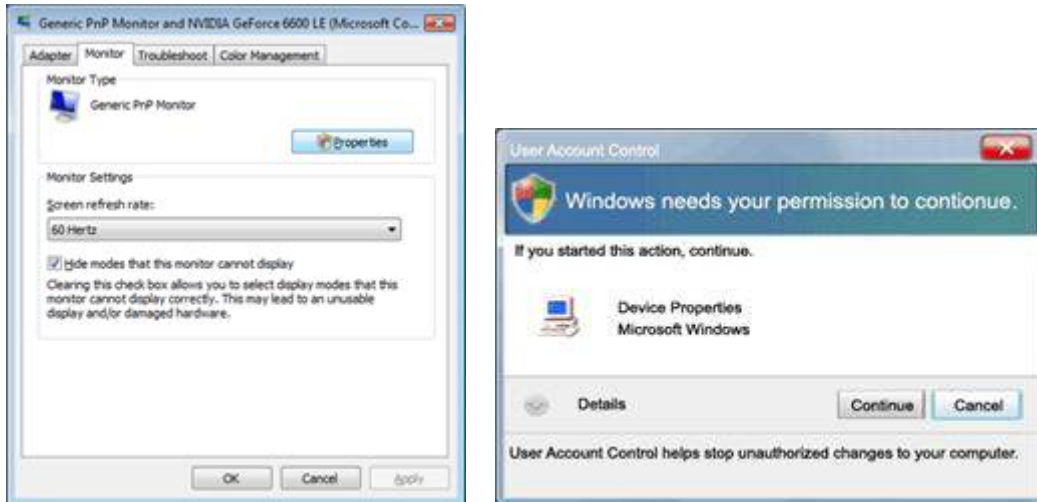 Generic PnP Monitor and NVIDIA GeForce 6600 LE (Microsoft Co...
Adapter Monitor Troubleshoot Color Management
Monitor Type
Generic PnP Monitor
Properties
Monitor Settings
Screen refresh rate:
60 Hertz
Hide modes that this monitor cannot display
Clearing this check box allows you to select display modes that this
monitor cannot display correctly. This may lead to an unusable
display and/or damaged hardware.
OK Cancel Apply
User Account Control
Windows needs your permission to contionue.
If you started this action, continue.
Device Properties
Microsoft Windows
Details Continue Cancel
User Account Control helps stop unauthorized changes to your computer.